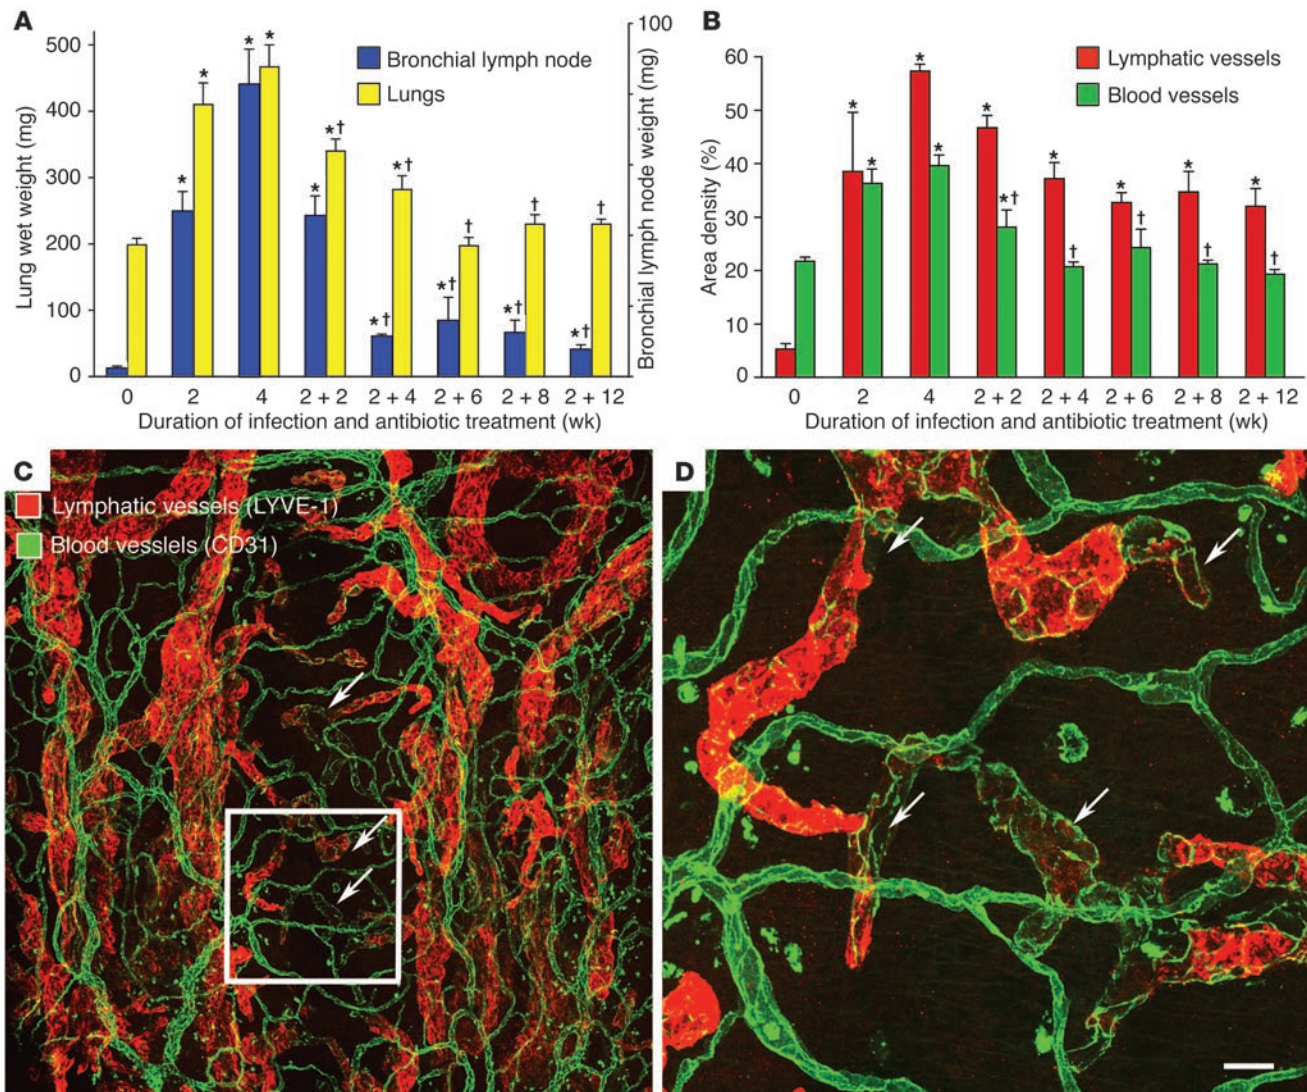 A
Lung wet weight (mg)
500
400
300
200
100
0
Bronchial lymph node
Lungs
100
0
Bronchial lymph node weight (mg)
* * * * * *† *†*† *†† *†† *††
0 2 4 2 + 2 2 + 4 2 + 6 2 + 8 2 + 12
Duration of infection and antibiotic treatment (wk)
B
Area density (%)
60
50
40
30
20
10
0
Lymphatic vessels
Blood vessels
* * * * * *† *† *† *† *†
0 2 4 2 + 2 2 + 4 2 + 6 2 + 8 2 + 12
Duration of infection and antibiotic treatment (wk)
C
Lymphatic vessels (LYVE-1)
Blood vesslels (CD31)
D